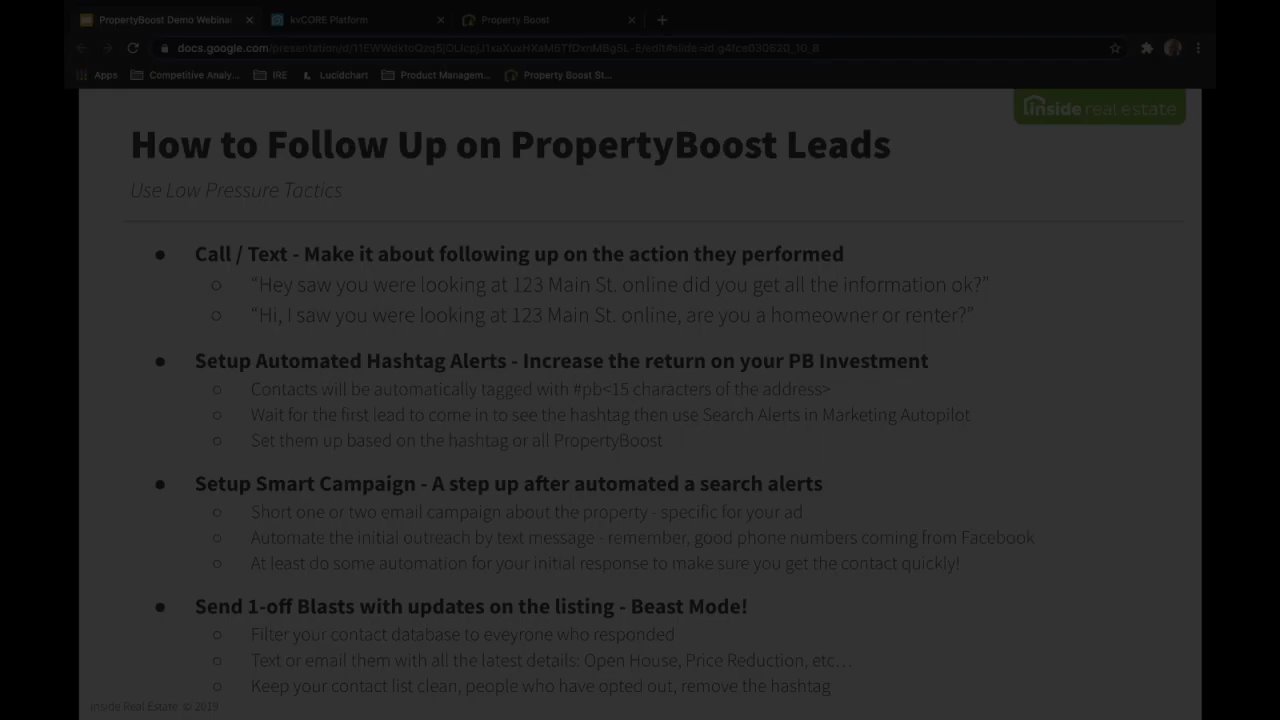 PropertyBoost Demo Webinar
kvCORE Platform
Property Boost
docs.google.com/presentation/d/
Apps
Competitive Analy...
IRE
Lucidchart
Product Managem...
Property Boost St...
inside real estate
How to Follow Up on PropertyBoost Leads
Use Low Pressure Tactics
● Call / Text - Make it about following up on the action they performed
○ “Hey saw you were looking at 123 Main St. online did you get all the information ok?”
○ “Hi, I saw you were looking at 123 Main St. online, are you a homeowner or renter?”
● Setup Automated Hashtag Alerts - Increase the return on your PB Investment
○ Contacts will be automatically tagged with #pb<15 characters of the address>
○ Wait for the first lead to come in to see the hashtag then use Search Alerts in Marketing Autopilot
○ Set them up based on the hashtag or all PropertyBoost
● Setup Smart Campaign - A step up after automated a search alerts
○ Short one or two email campaign about the property - specific for your ad
○ Automate the initial outreach by text message - remember, good phone numbers coming from Facebook
○ At least do some automation for your initial response to make sure you get the contact quickly!
● Send 1-off Blasts with updates on the listing - Beast Mode!
○ Filter your contact database to eveyrone who responded
○ Text or email them with all the latest details: Open House, Price Reduction, etc…
○ Keep your contact list clean, people who have opted out, remove the hashtag
Inside Real Estate © 2019